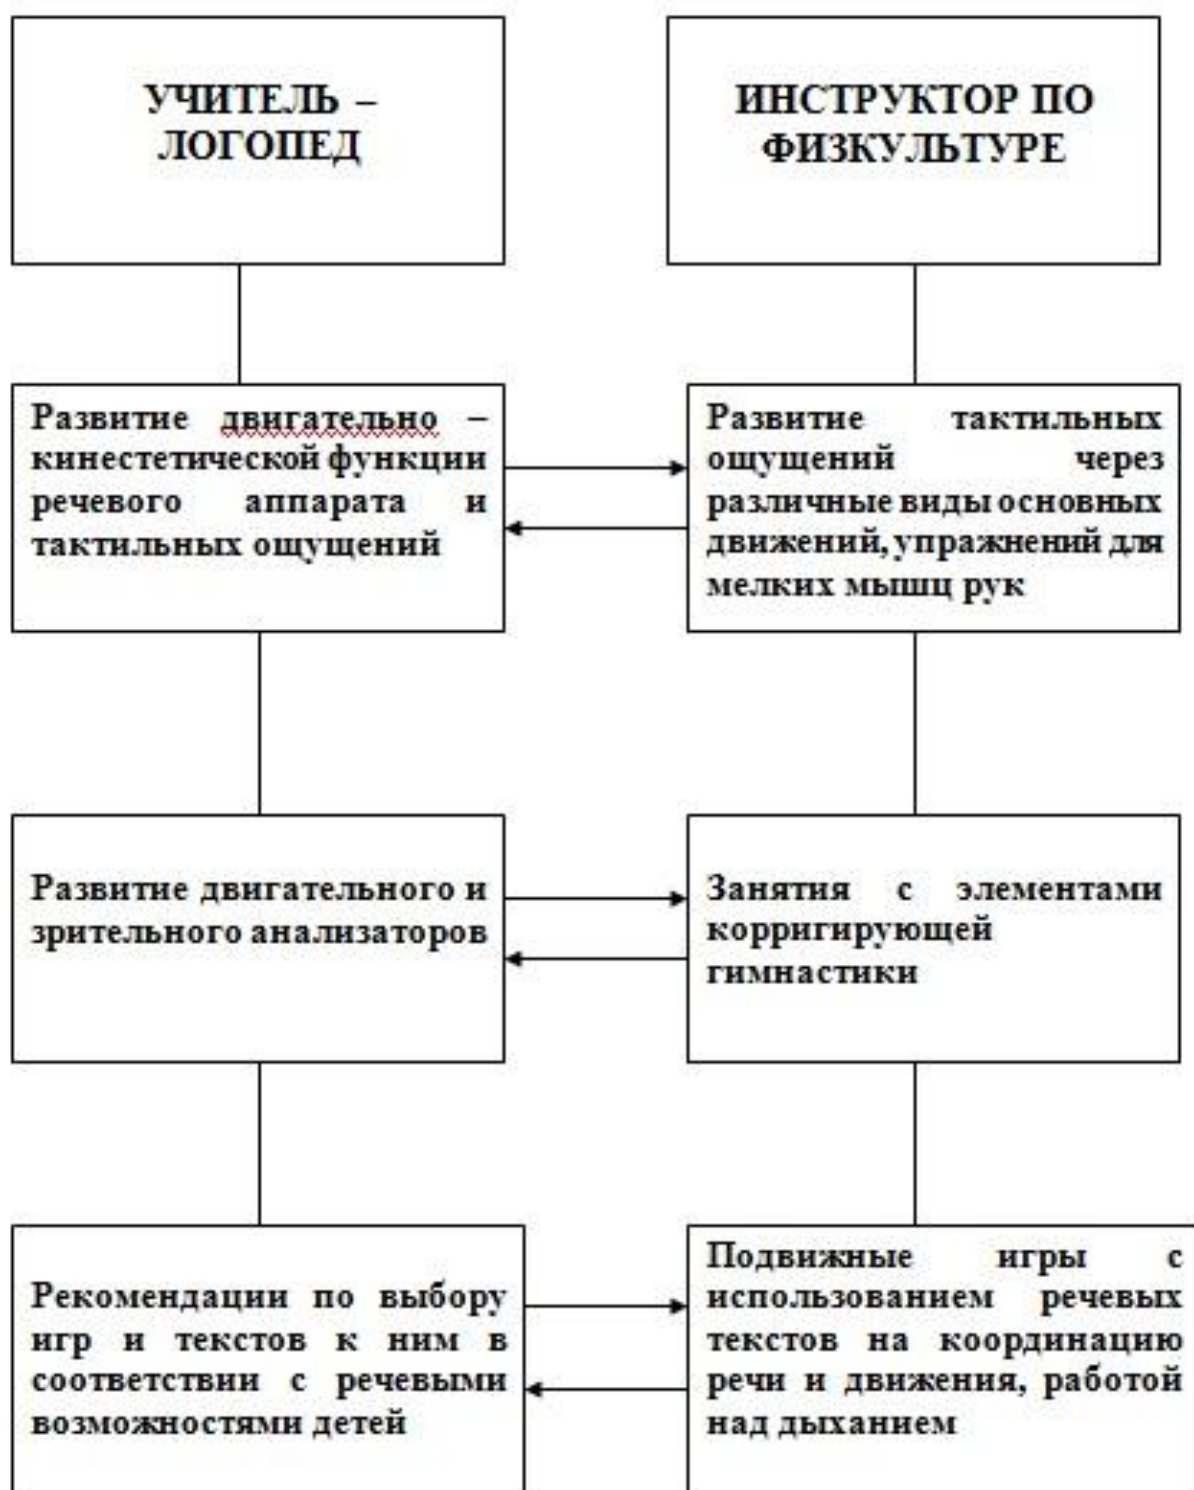 УЧИТЕЛЬ –
ЛОГОПЕД
ИНСТРУКТОР ПО
ФИЗКУЛЬТУРЕ
Развитие двигательно –
кинестетической функции
речевого аппарата и
тактильных ощущений
Развитие тактильных
ощущений через
различные виды основных
движений, упражнений для
мелких мышц рук
Развитие двигательного и
зрительного анализаторов
Занятия с элементами
корригирующей
гимнастики
Рекомендации по выбору
игр и текстов к ним в
соответствии с речевыми
возможностями детей
Подвижные игры с
использованием речевых
текстов на координацию
речи и движения, работой
над дыханием